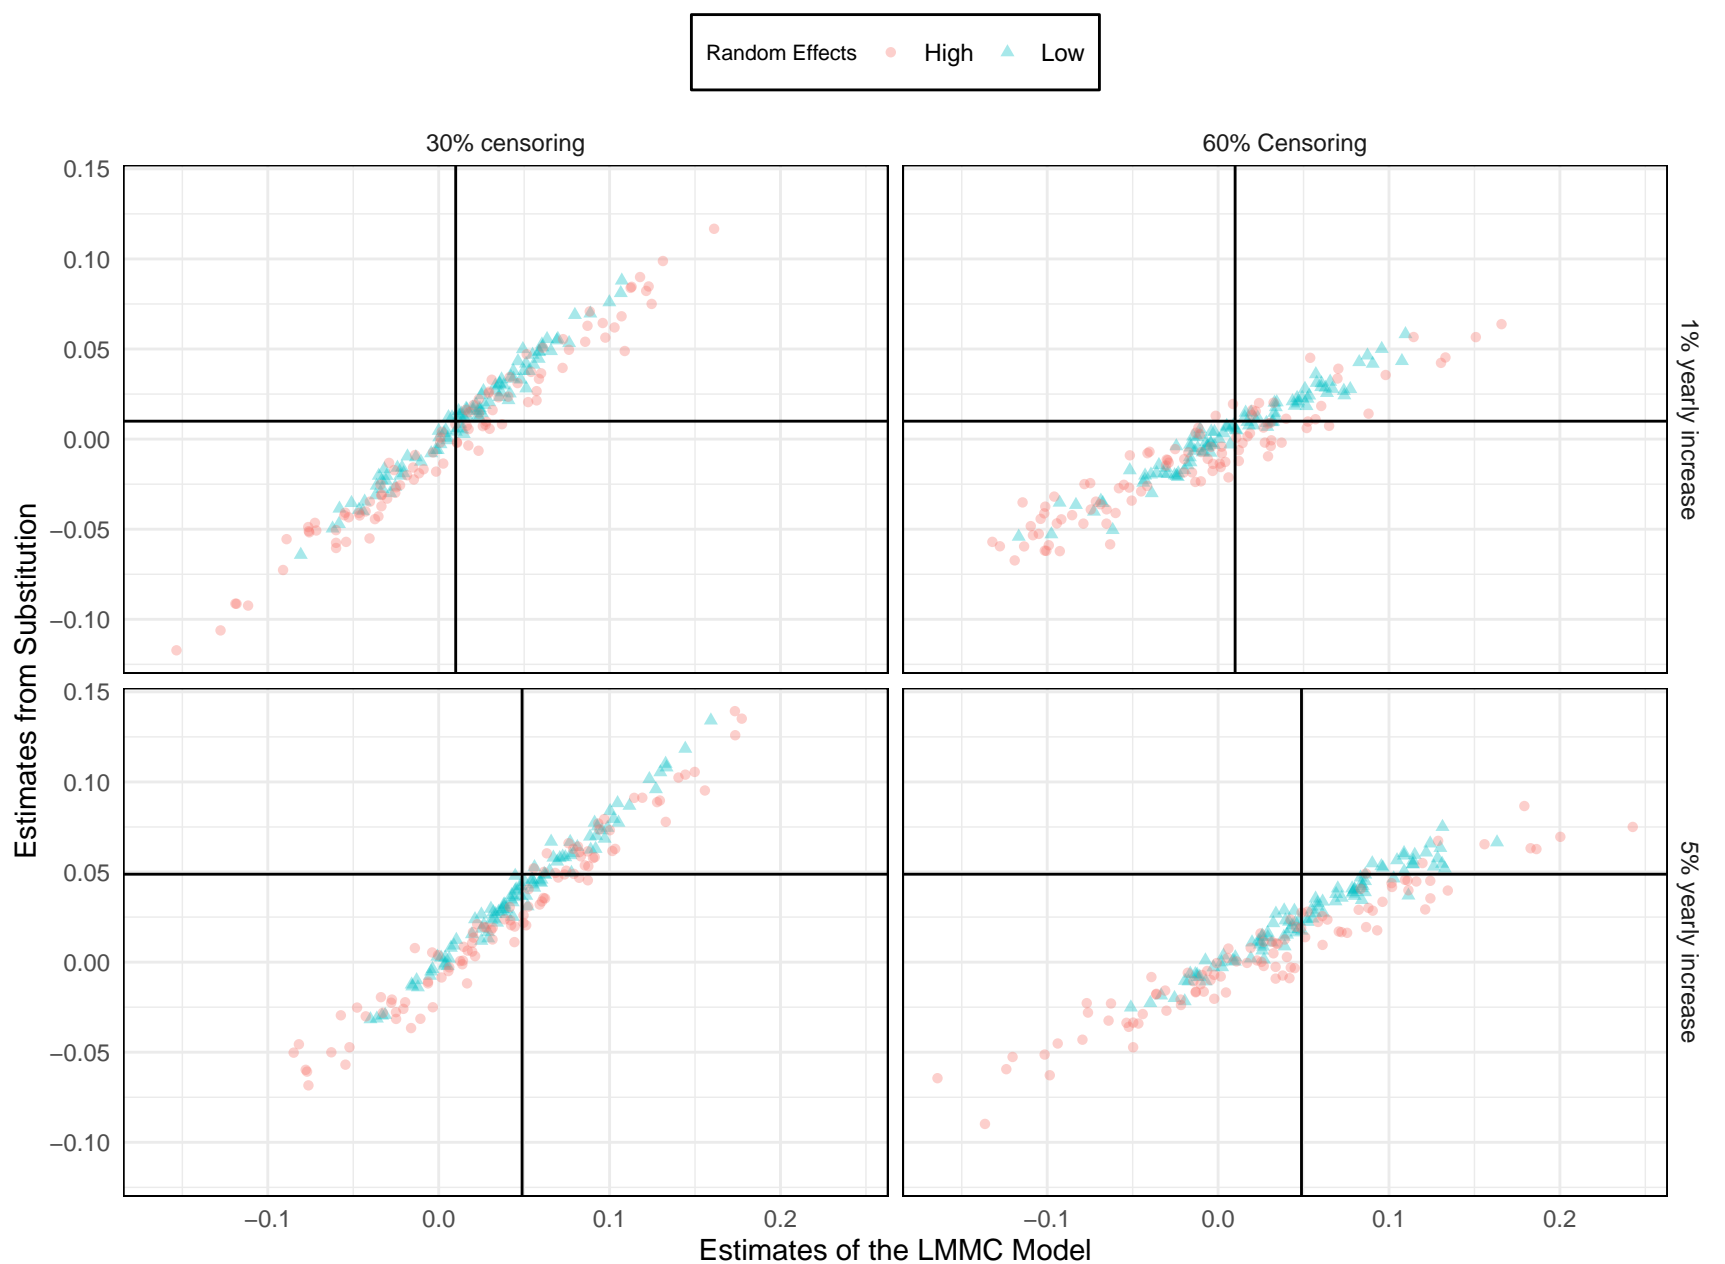 Random Effects High Low
30% censoring
60% Censoring
0.15
0.10
0.05
0.00
−0.05
−0.10
1% yearly increase
Estimates from Substitution
0.15
0.10
0.05
0.00
−0.05
−0.10
5% yearly increase
−0.1 0.0 0.1 0.2
−0.1 0.0 0.1 0.2
Estimates of the LMMC Model